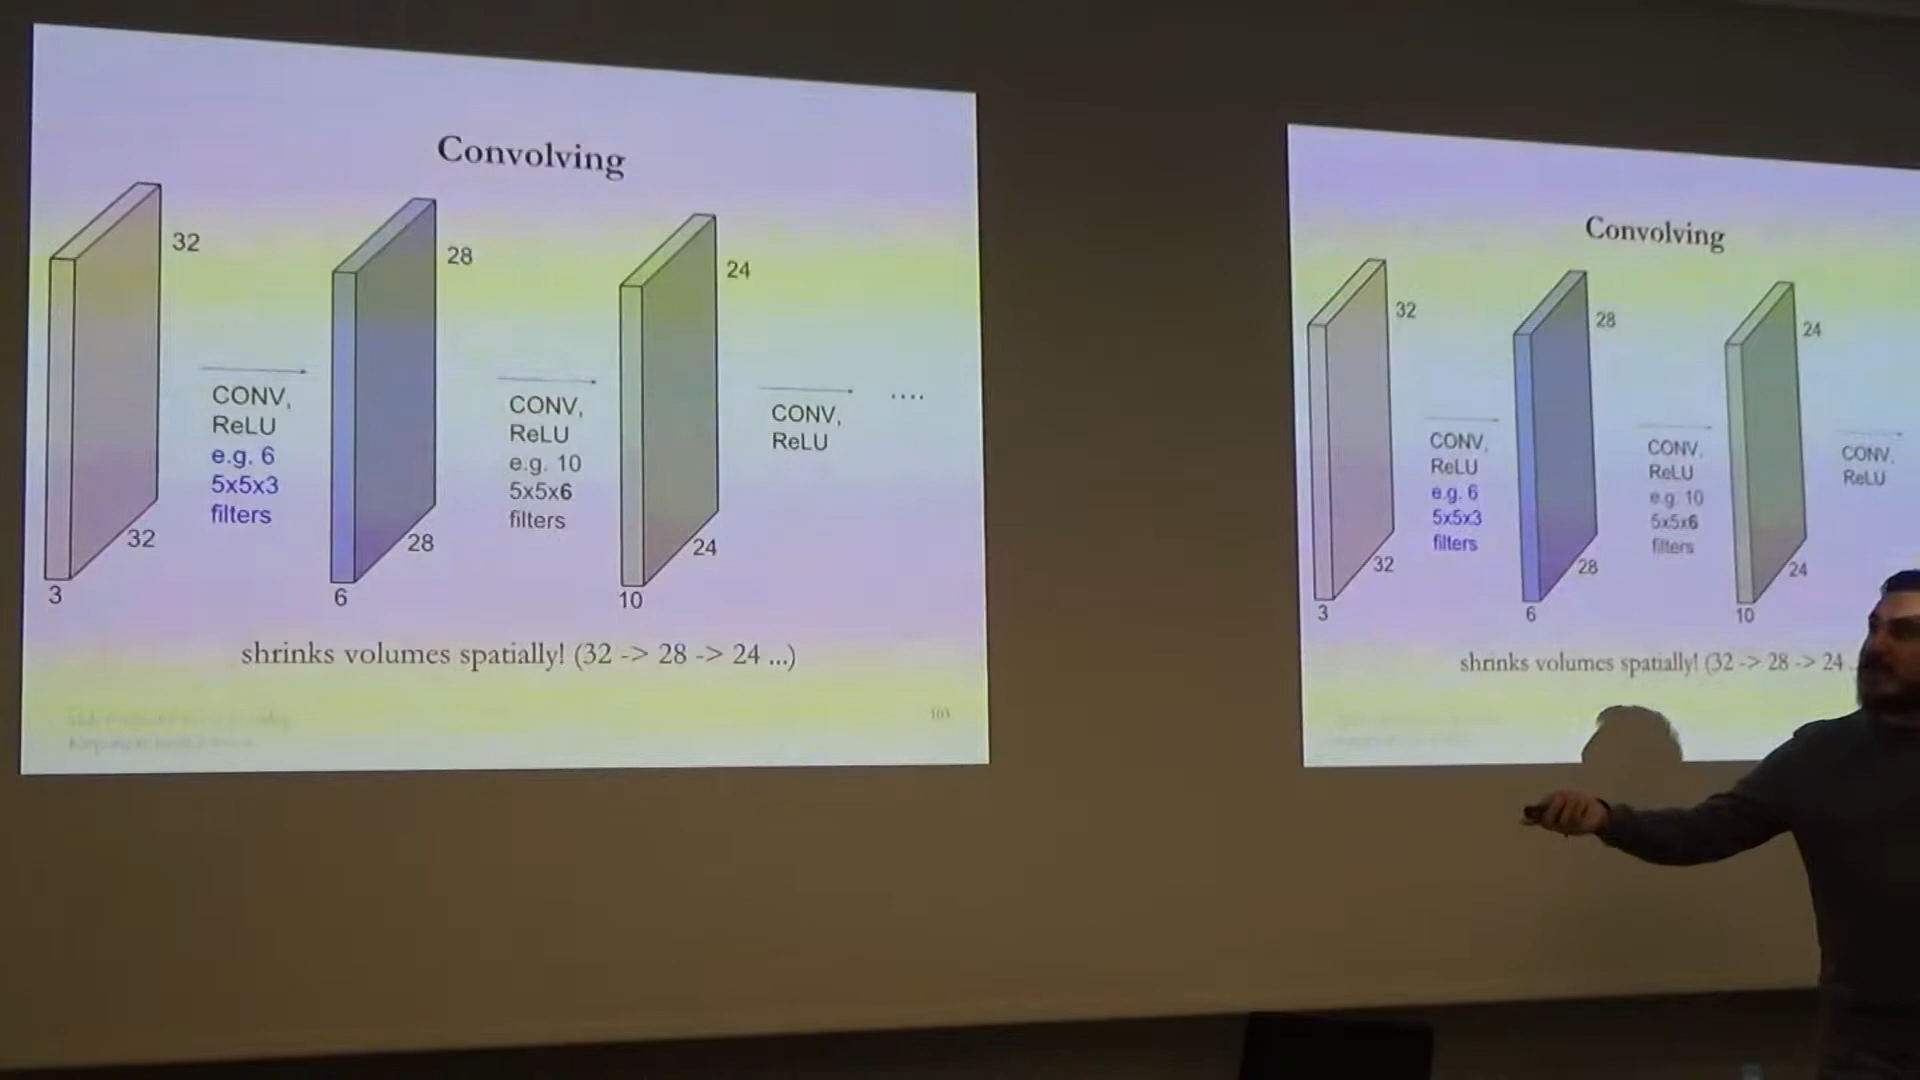 Convolving
32
28
24
CONV,
ReLU
e.g. 6
5x5x3
filters
CONV,
ReLU
e.g. 10
5x5x6
filters
CONV,
ReLU
....
32
28
24
3
6
10
shrinks volumes spatially! (32 -> 28 -> 24 ...)
103
Convolving
32
28
24
CONV,
ReLU
e.g. 6
5x5x3
filters
CONV,
ReLU
e.g. 10
5x5x6
filters
CONV,
ReLU
32
28
24
3
6
10
shrinks volumes spatially! (32 -> 28 -> 24